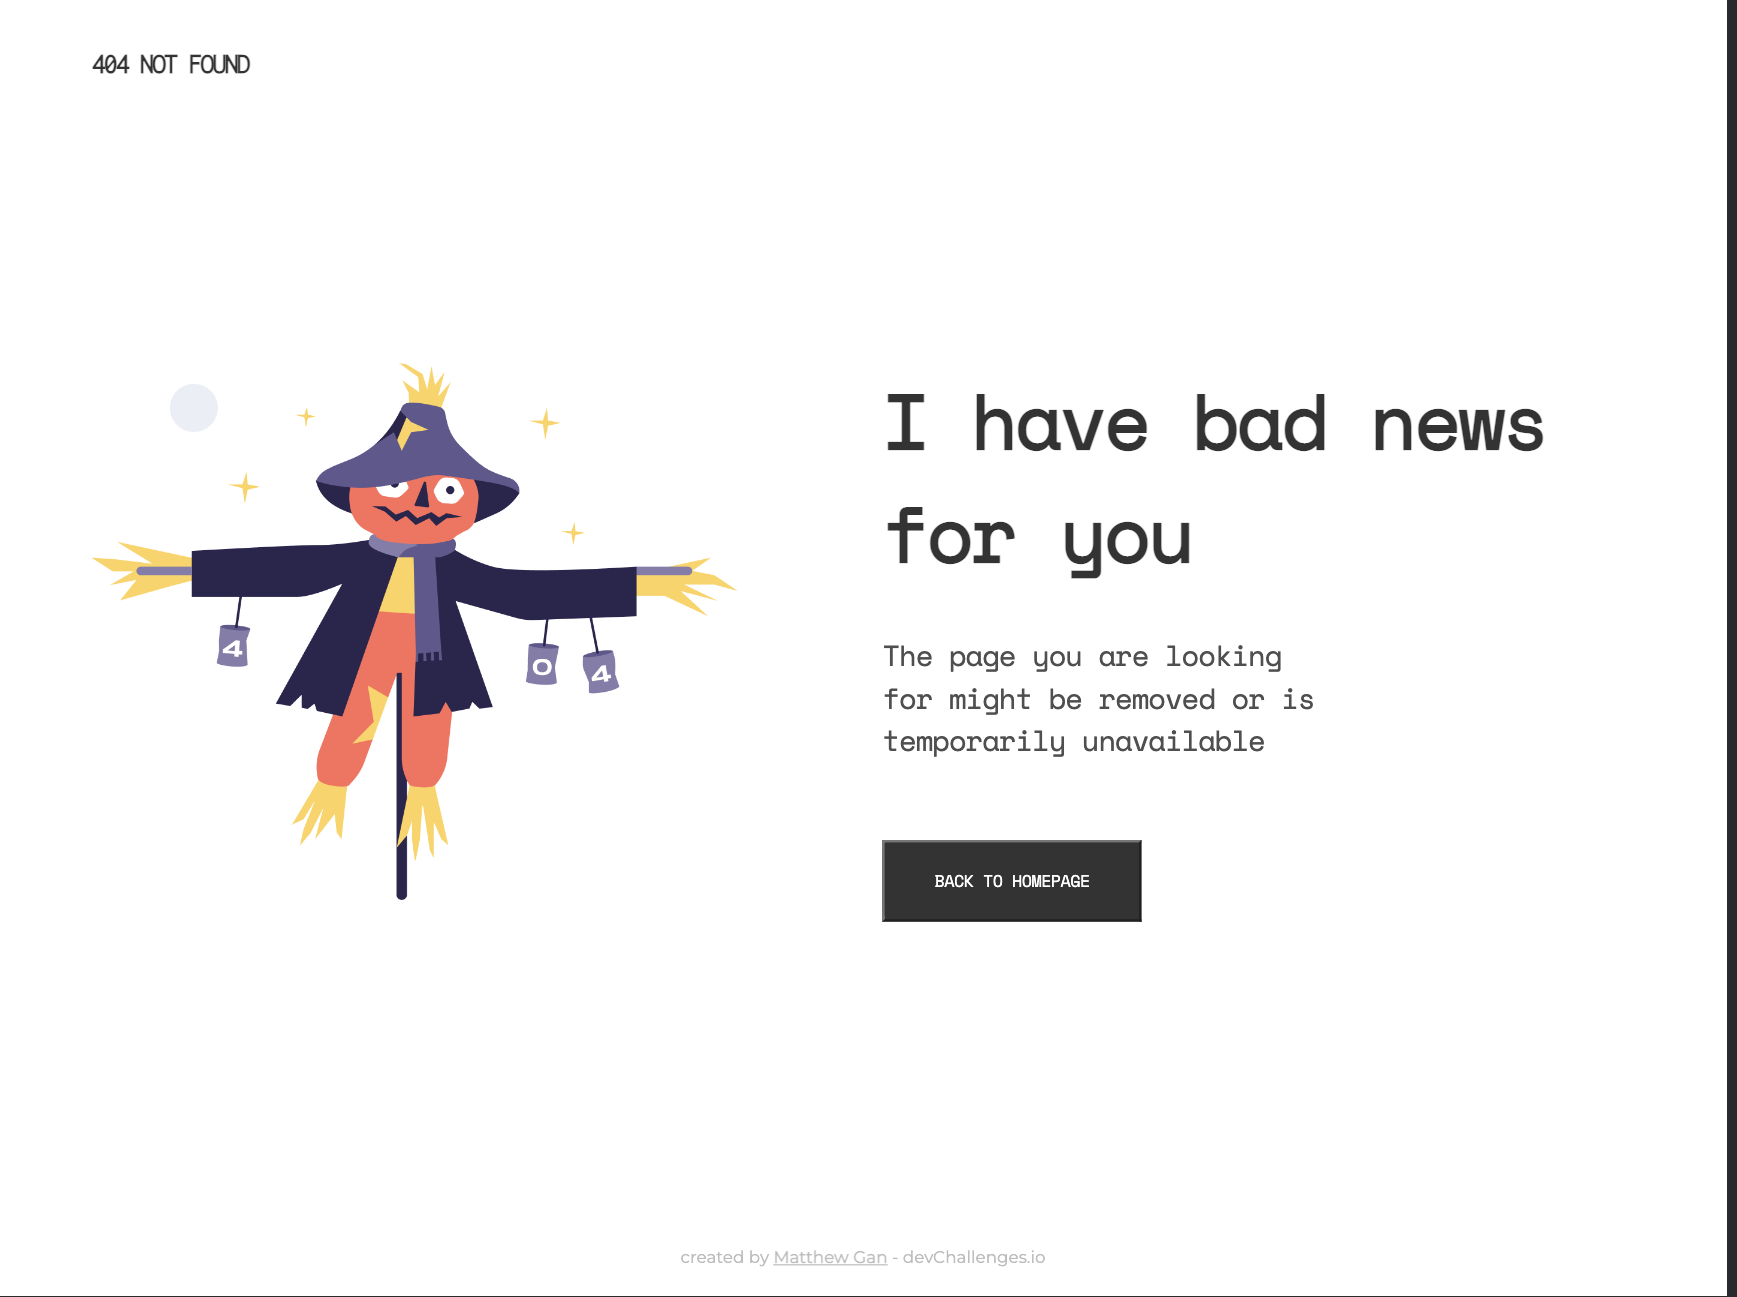 404 NOT FOUND
I have bad news
for you
4
0
4
The page you are looking
for might be removed or is
temporarily unavailable
BACK TO HOMEPAGE
created by Matthew Gan - devChallenges.io